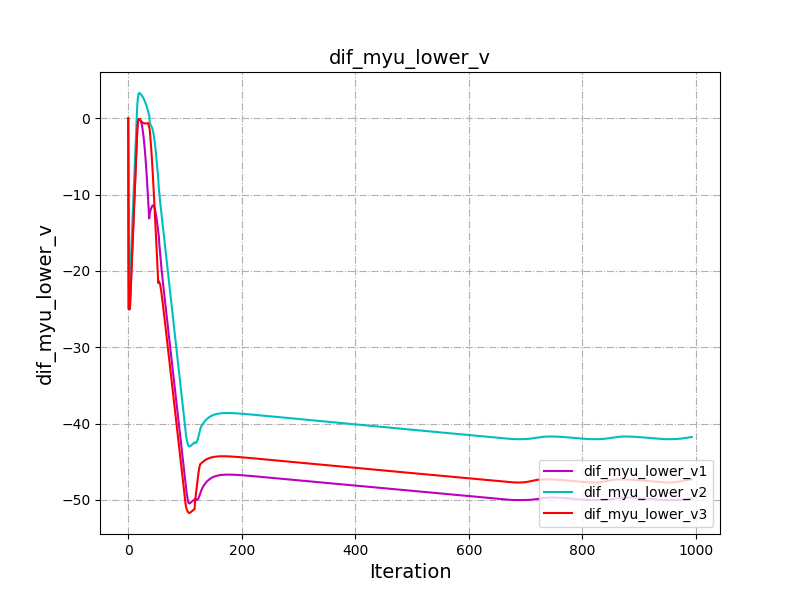 dif_myu_lower_v
dif_myu_lower_v
0
−10
−20
−30
−40
−50
0
200
400
600
800
1000
Iteration
dif_myu_lower_v1
dif_myu_lower_v2
dif_myu_lower_v3